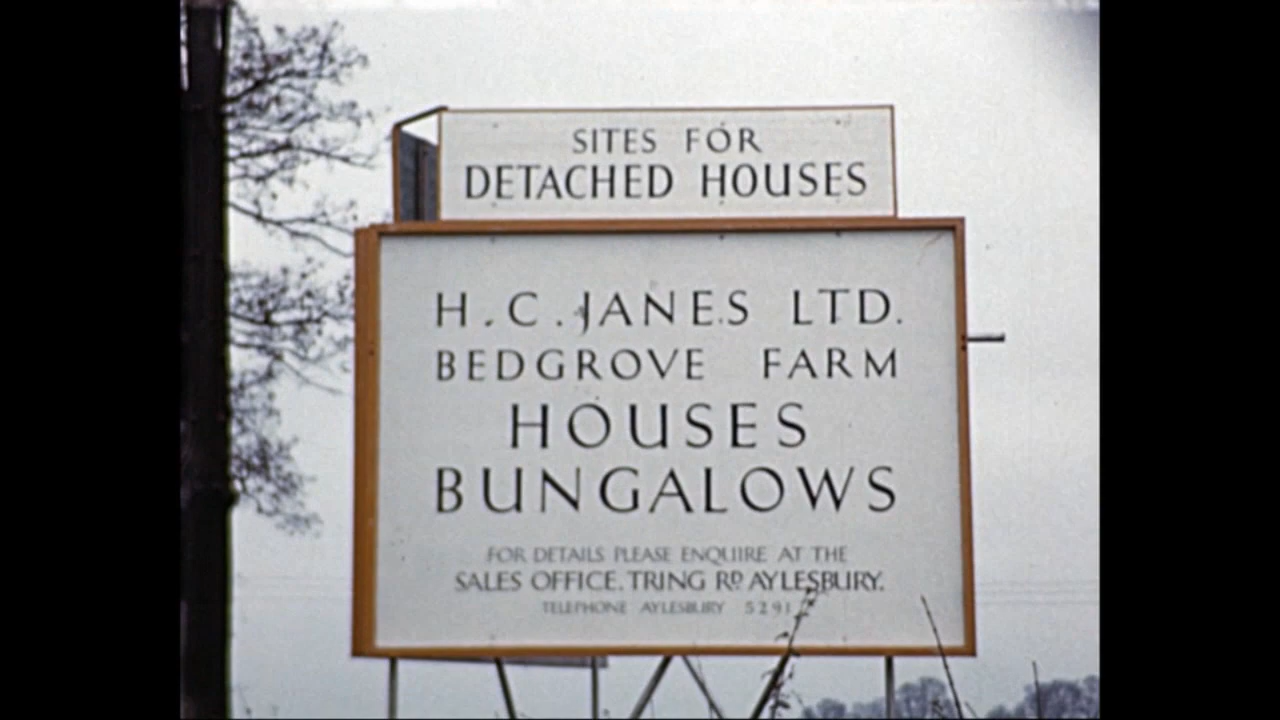 SITES FOR
DETACHED HOUSES
H.C. JANES LTD.
BEDGROVE FARM
HOUSES
BUNGALOWS
FOR DETAILS PLEASE ENQUIRE AT THE
SALES OFFICE. TRING RD AYLESBURY.
TELEPHONE AYLESBURY 5291